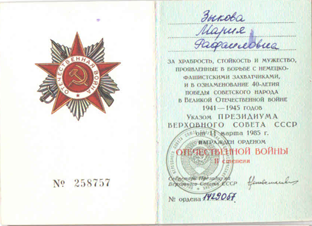 ОТЕЧЕСТВЕННАЯ ВОЙНА
№ 258757
Зыкова
Мария
Рафаиловна
ЗА ХРАБРОСТЬ, СТОЙКОСТЬ И МУЖЕСТВО,
ПРОЯВЛЕННЫЕ В БОРЬБЕ С НЕМЕЦКО-
ФАШИСТСКИМИ ЗАХВАТЧИКАМИ,
И В ОЗНАМЕНОВАНИЕ 40-ЛЕТИЯ
ПОБЕДЫ СОВЕТСКОГО НАРОДА
В ВЕЛИКОЙ ОТЕЧЕСТВЕННОЙ ВОЙНЕ
1941—1945 ГОДОВ
УКАЗОМ ПРЕЗИДИУМА
ВЕРХОВНОГО СОВЕТА СССР
от 11 марта 1985 г.
НАГРАЖДЕН ОРДЕНОМ
ОТЕЧЕСТВЕННОЙ ВОЙНЫ
II степени
Секретарь Президиума
Верховного Совета СССР
№ ордена